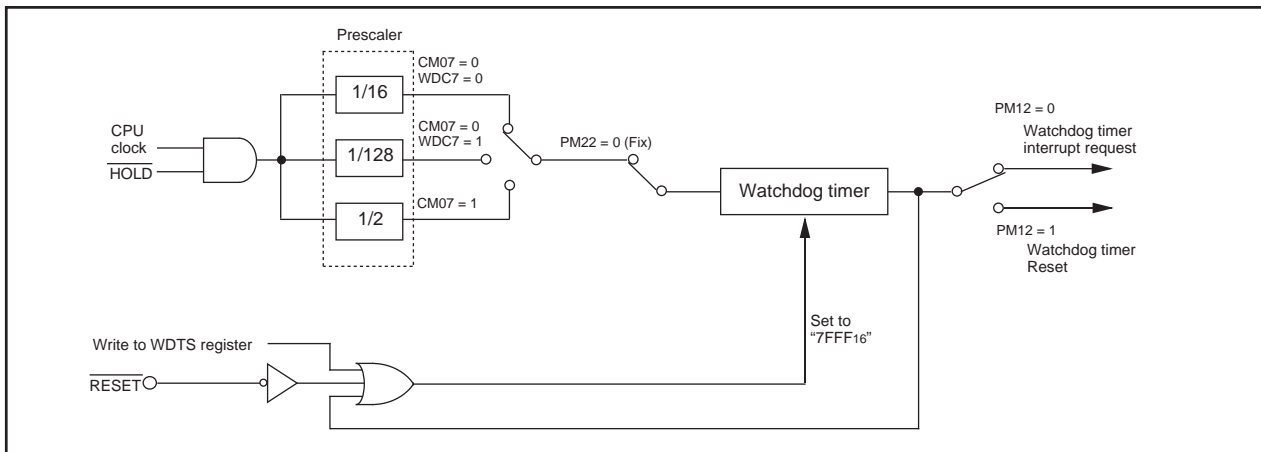 Prescaler
CM07 = 0
WDC7 = 0
1/16
CPU
clock
HOLD
CM07 = 0
WDC7 = 1
1/128
CM07 = 1
1/2
PM22 = 0 (Fix)
Watchdog timer
PM12 = 0
Watchdog timer
interrupt request
PM12 = 1
Watchdog timer
Reset
Set to
“7FFF16”
Write to WDTS register
RESET